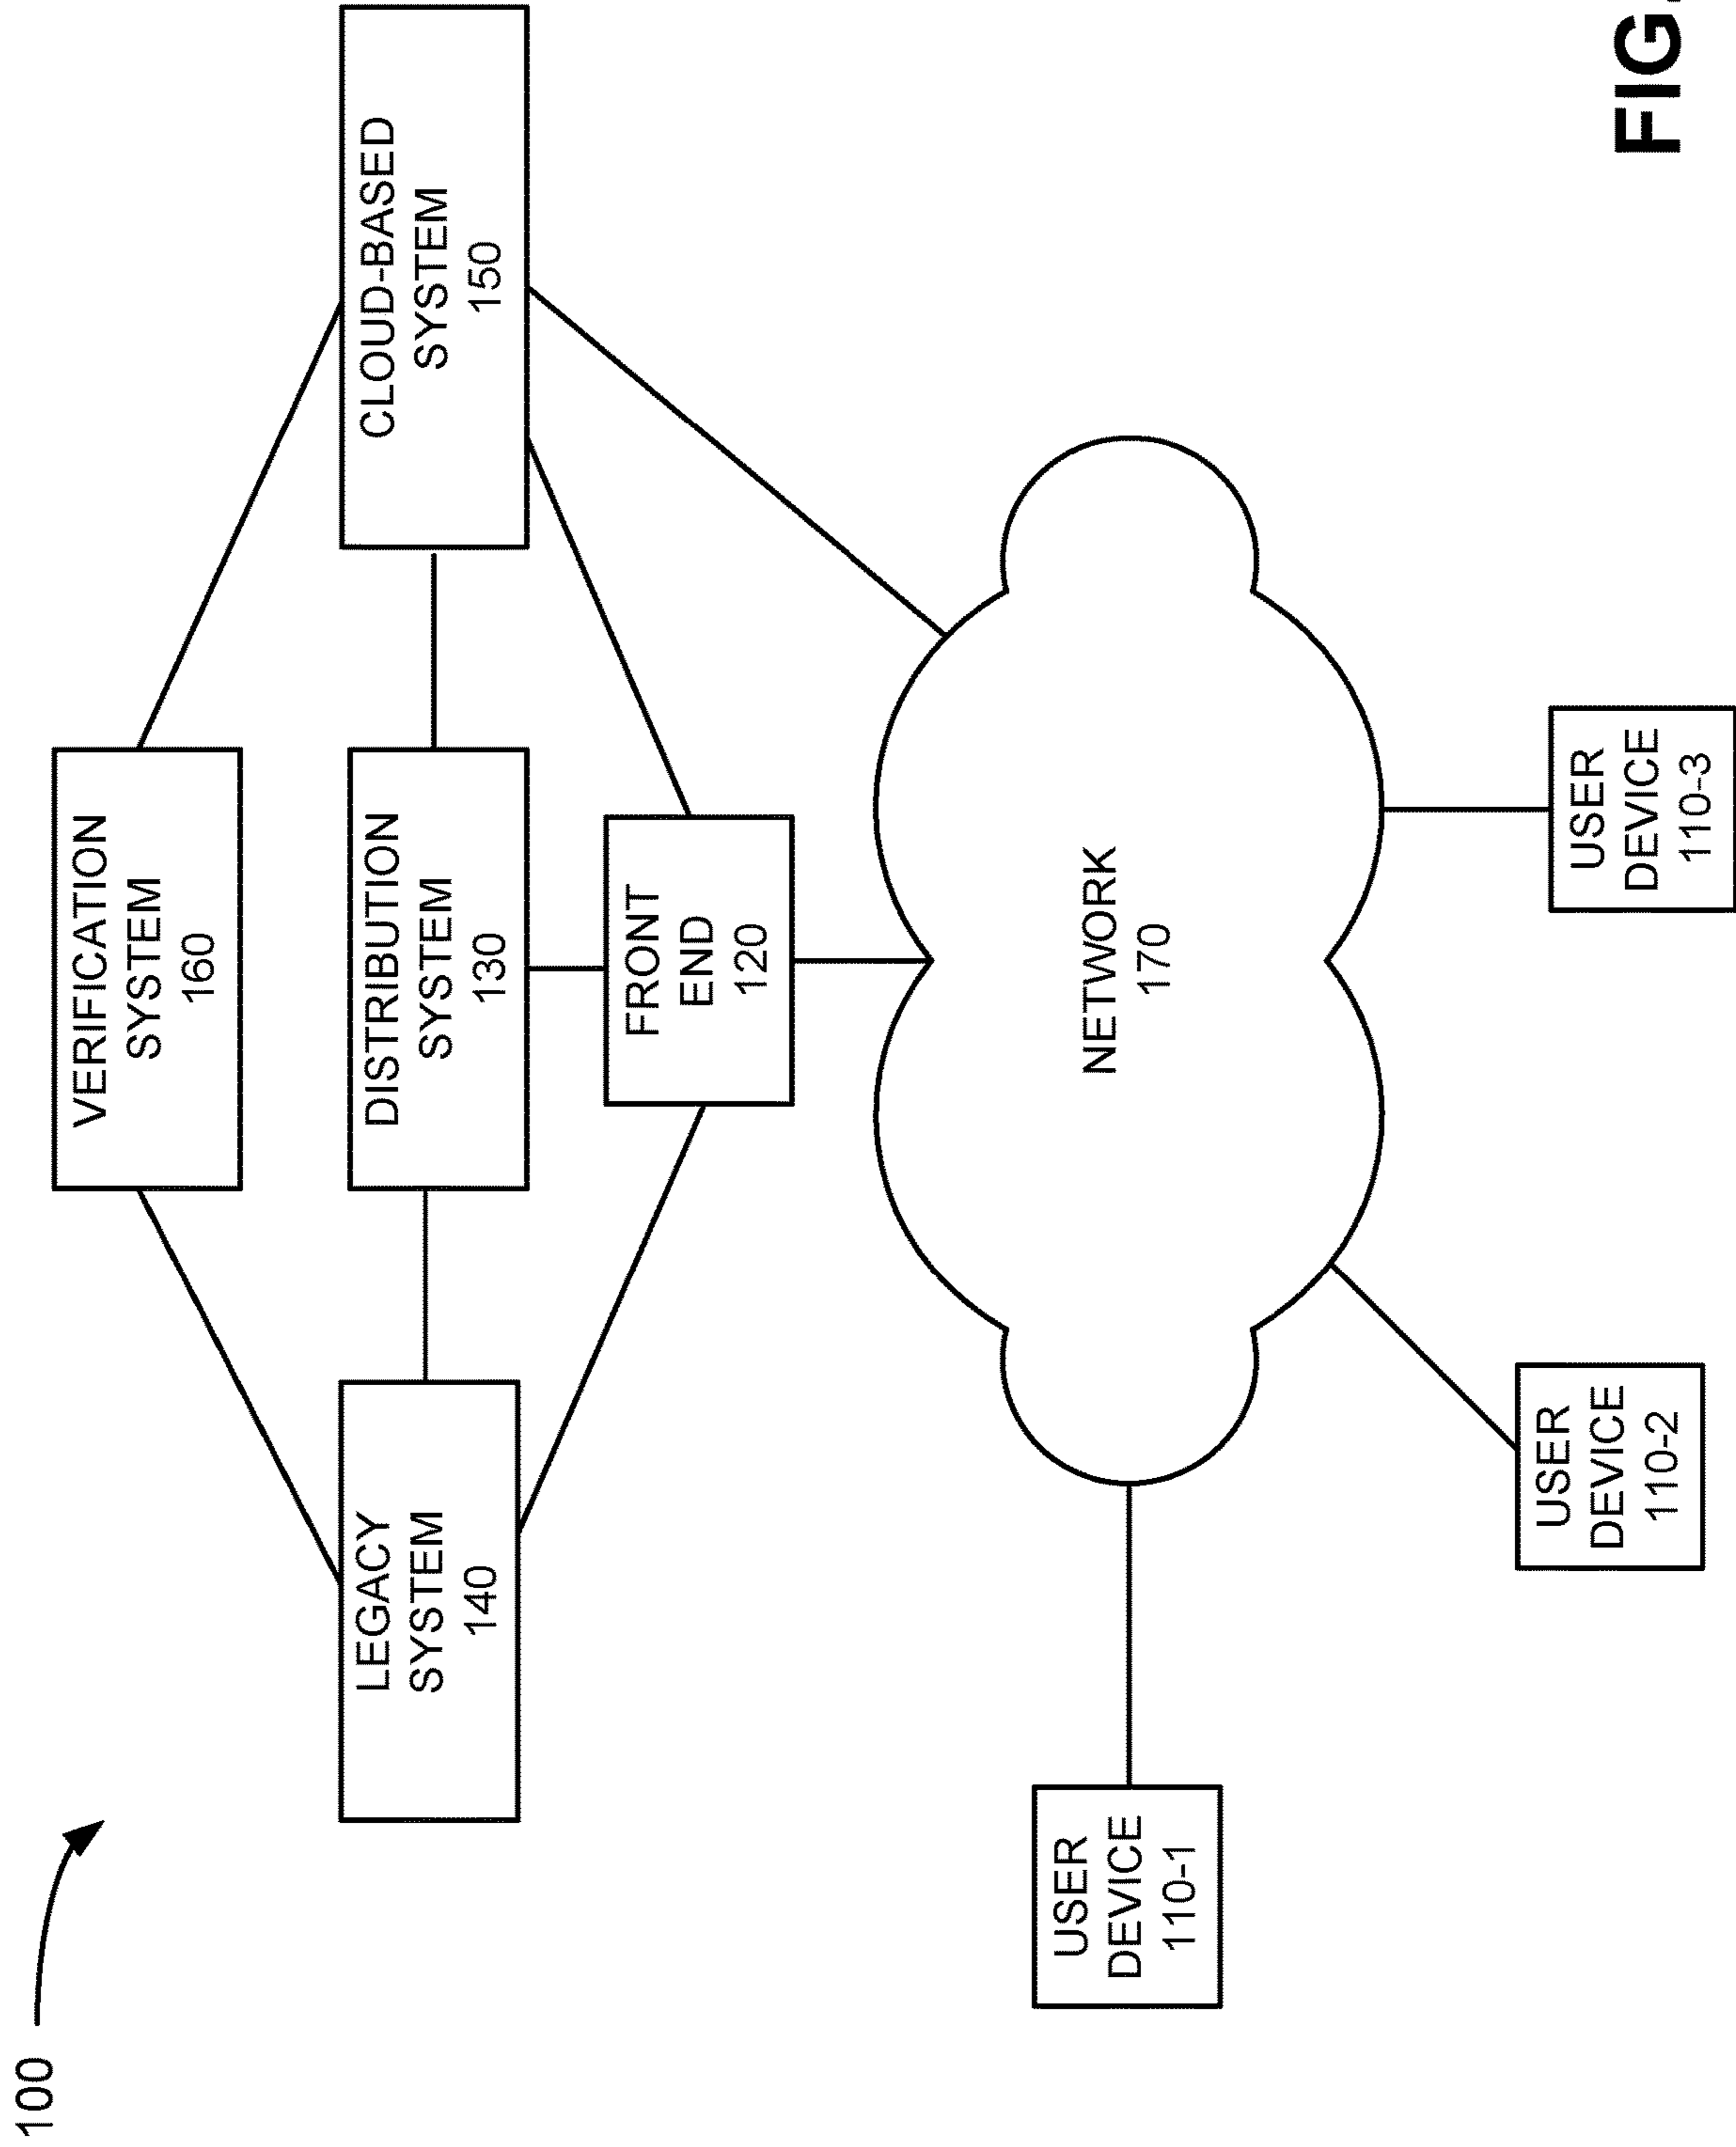 100
VERIFICATION
SYSTEM
160
LEGACY
SYSTEM
140
DISTRIBUTION
SYSTEM
130
CLOUD-BASED
SYSTEM
150
FRONT
END
120
NETWORK
170
USER
DEVICE
110-1
USER
DEVICE
110-2
USER
DEVICE
110-3
FIG.